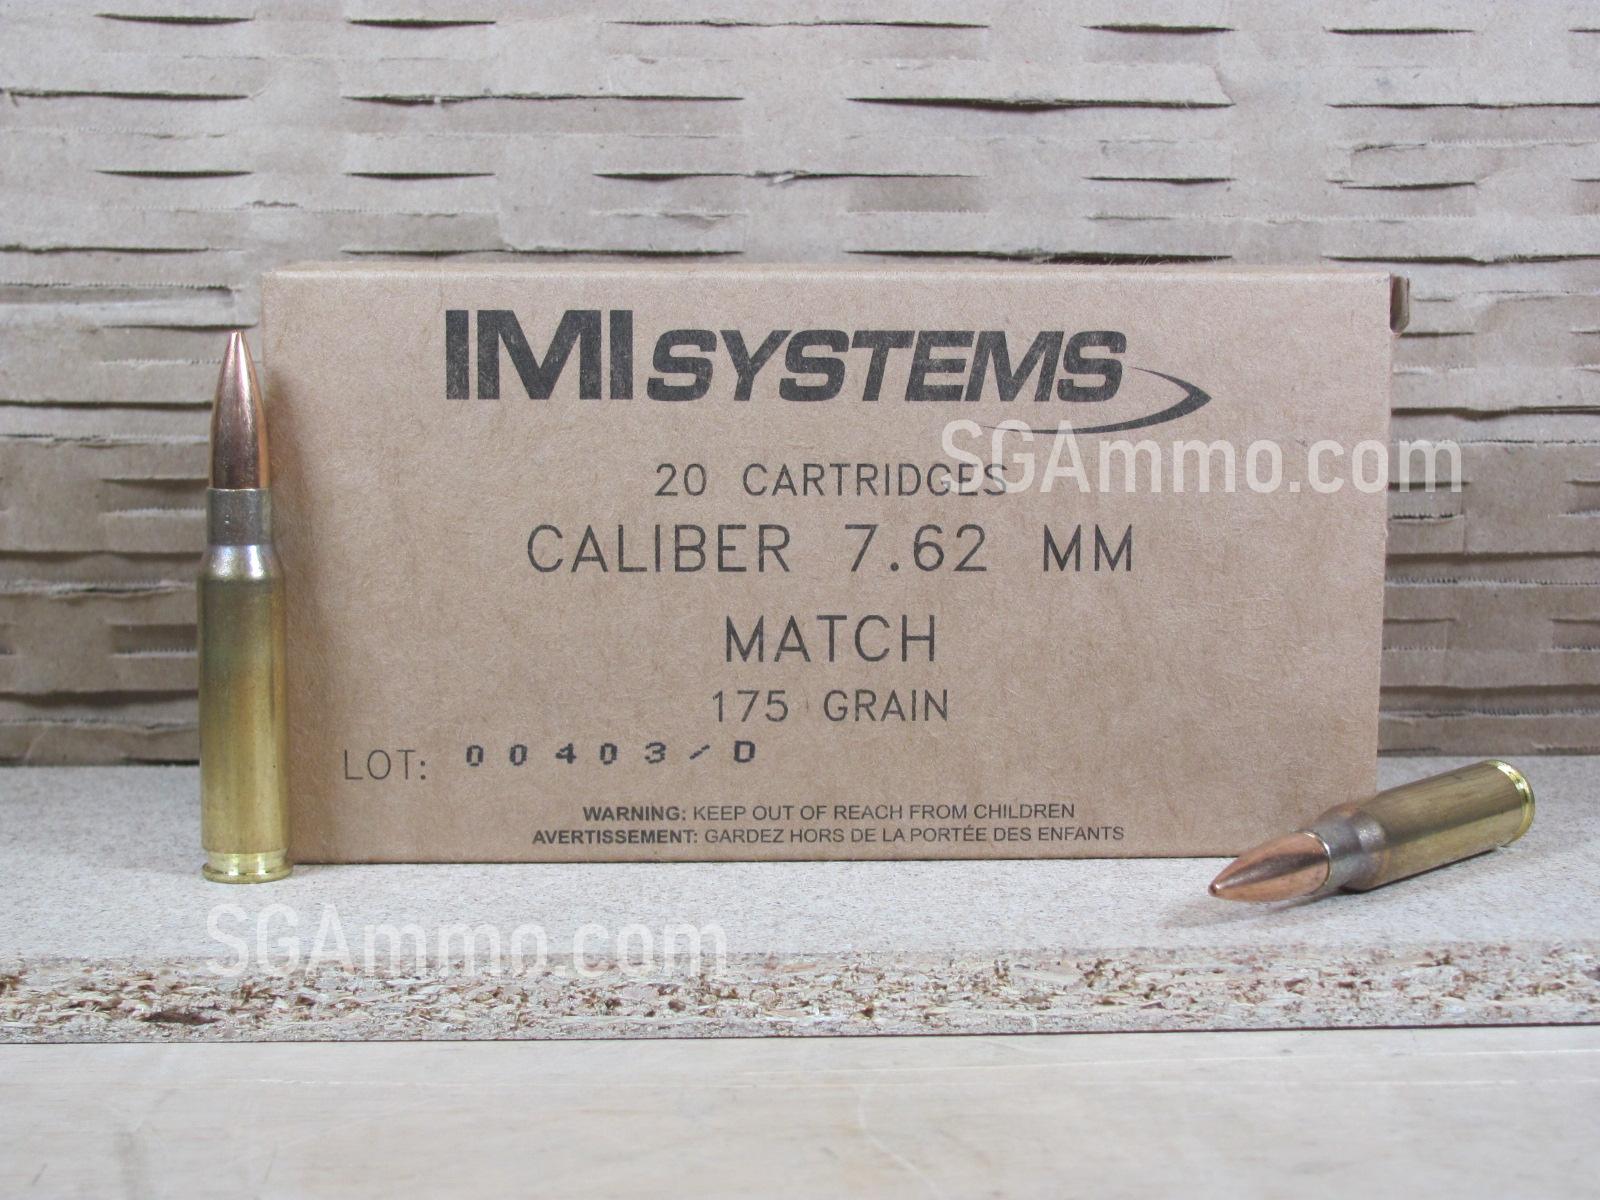 IMI SYSTEMS
SGAmmo.com
20 CARTRIDGES
CALIBER 7.62 MM
MATCH
175 GRAIN
LOT: 00403/D
WARNING: KEEP OUT OF REACH FROM CHILDREN
AVERTISSEMENT: GARDEZ HORS DE LA PORTÉE DES ENFANTS
SGAmmo.com